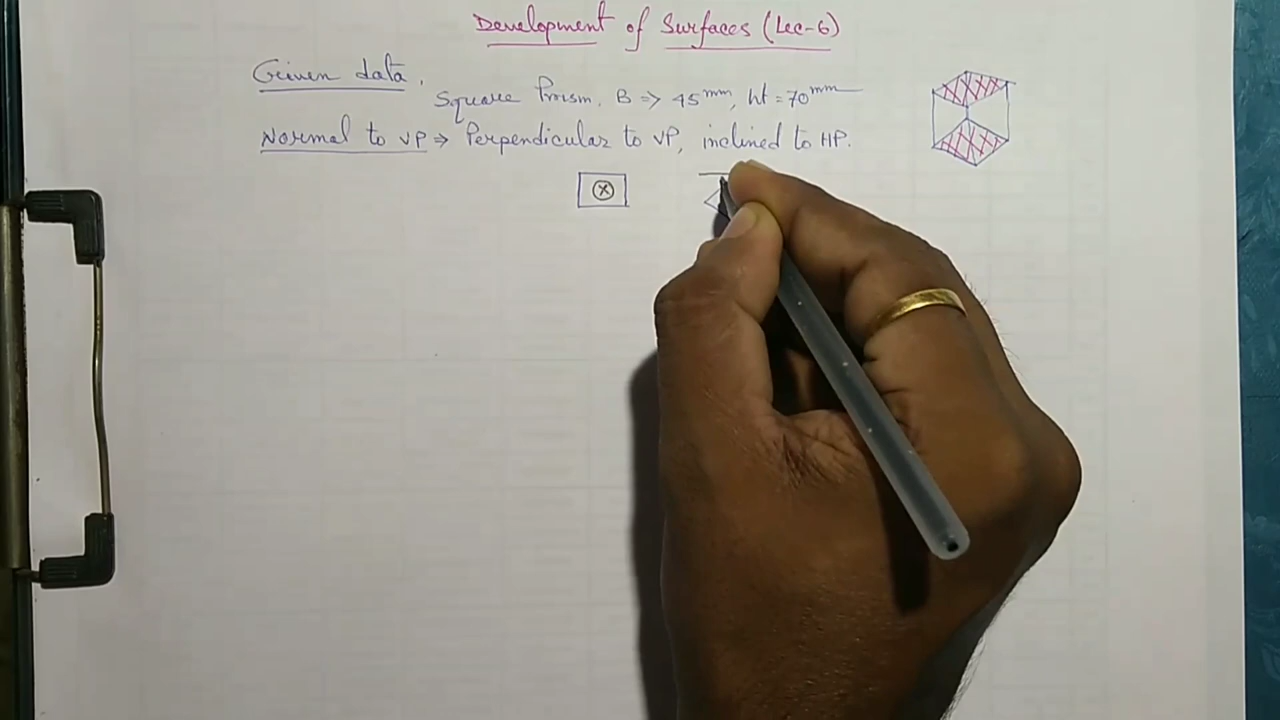 Development of Surfaces (Lec-6)
Given data,
Square Prism. B => 45mm, ht = 70mm
Normal to VP => Perpendicular to VP, inclined to HP.
X